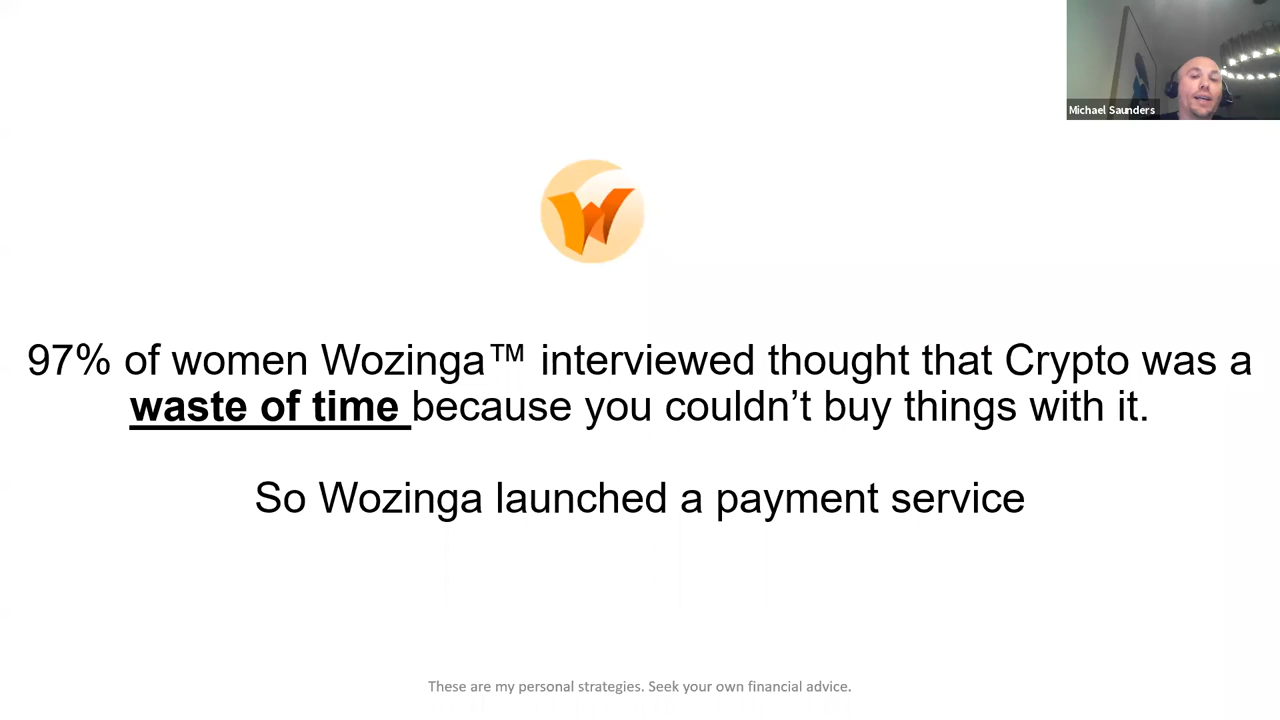 Michael Saunders
97% of women Wozinga™ interviewed thought that Crypto was a
waste of time because you couldn’t buy things with it.
So Wozinga launched a payment service
These are my personal strategies. Seek your own financial advice.